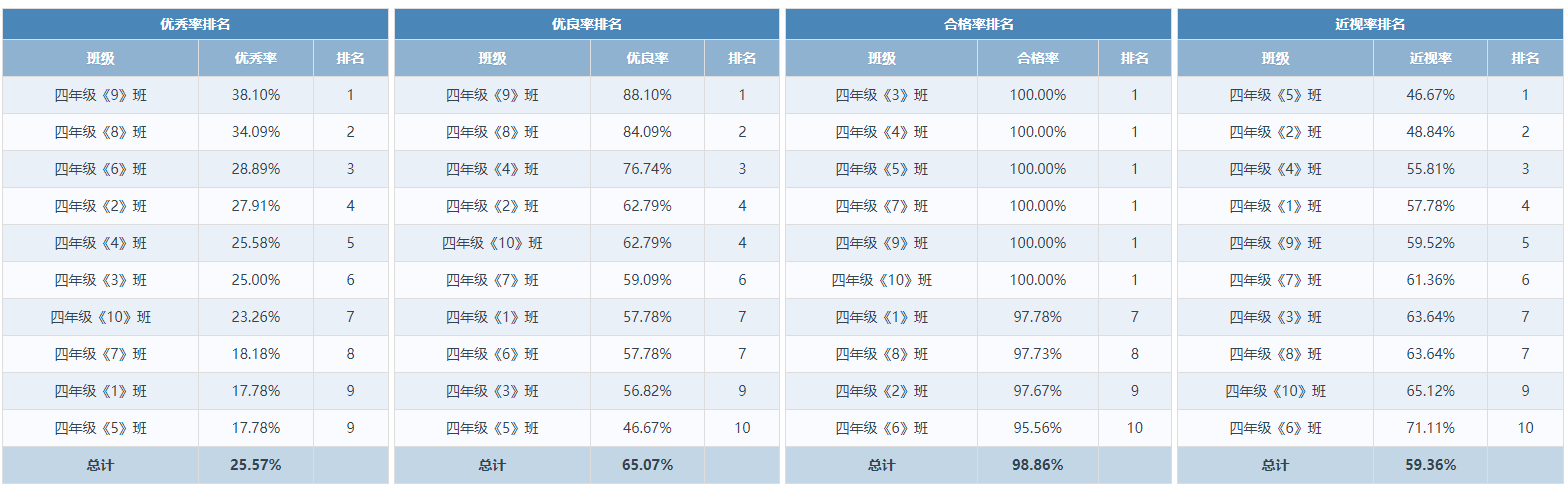 优秀率排名
班级 优秀率 排名
四年级《9》班 38.10% 1
四年级《8》班 34.09% 2
四年级《6》班 28.89% 3
四年级《2》班 27.91% 4
四年级《4》班 25.58% 5
四年级《3》班 25.00% 6
四年级《10》班 23.26% 7
四年级《7》班 18.18% 8
四年级《1》班 17.78% 9
四年级《5》班 17.78% 9
总计 25.57%
优良率排名
班级 优良率 排名
四年级《9》班 88.10% 1
四年级《8》班 84.09% 2
四年级《4》班 76.74% 3
四年级《2》班 62.79% 4
四年级《10》班 62.79% 4
四年级《7》班 59.09% 6
四年级《1》班 57.78% 7
四年级《6》班 57.78% 7
四年级《3》班 56.82% 9
四年级《5》班 46.67% 10
总计 65.07%
合格率排名
班级 合格率 排名
四年级《3》班 100.00% 1
四年级《4》班 100.00% 1
四年级《5》班 100.00% 1
四年级《7》班 100.00% 1
四年级《9》班 100.00% 1
四年级《10》班 100.00% 1
四年级《1》班 97.78% 7
四年级《8》班 97.73% 8
四年级《2》班 97.67% 9
四年级《6》班 95.56% 10
总计 98.86%
近视率排名
班级 近视率 排名
四年级《5》班 46.67% 1
四年级《2》班 48.84% 2
四年级《4》班 55.81% 3
四年级《1》班 57.78% 4
四年级《9》班 59.52% 5
四年级《7》班 61.36% 6
四年级《3》班 63.64% 7
四年级《8》班 63.64% 7
四年级《10》班 65.12% 9
四年级《6》班 71.11% 10
总计 59.36%